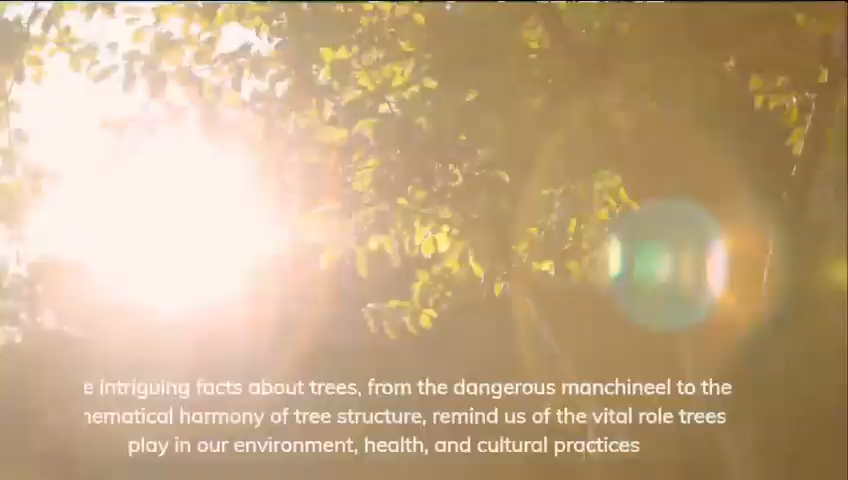 e intriguing facts about trees, from the dangerous manchineel to the
hematical harmony of tree structure, remind us of the vital role trees
play in our environment, health, and cultural practices